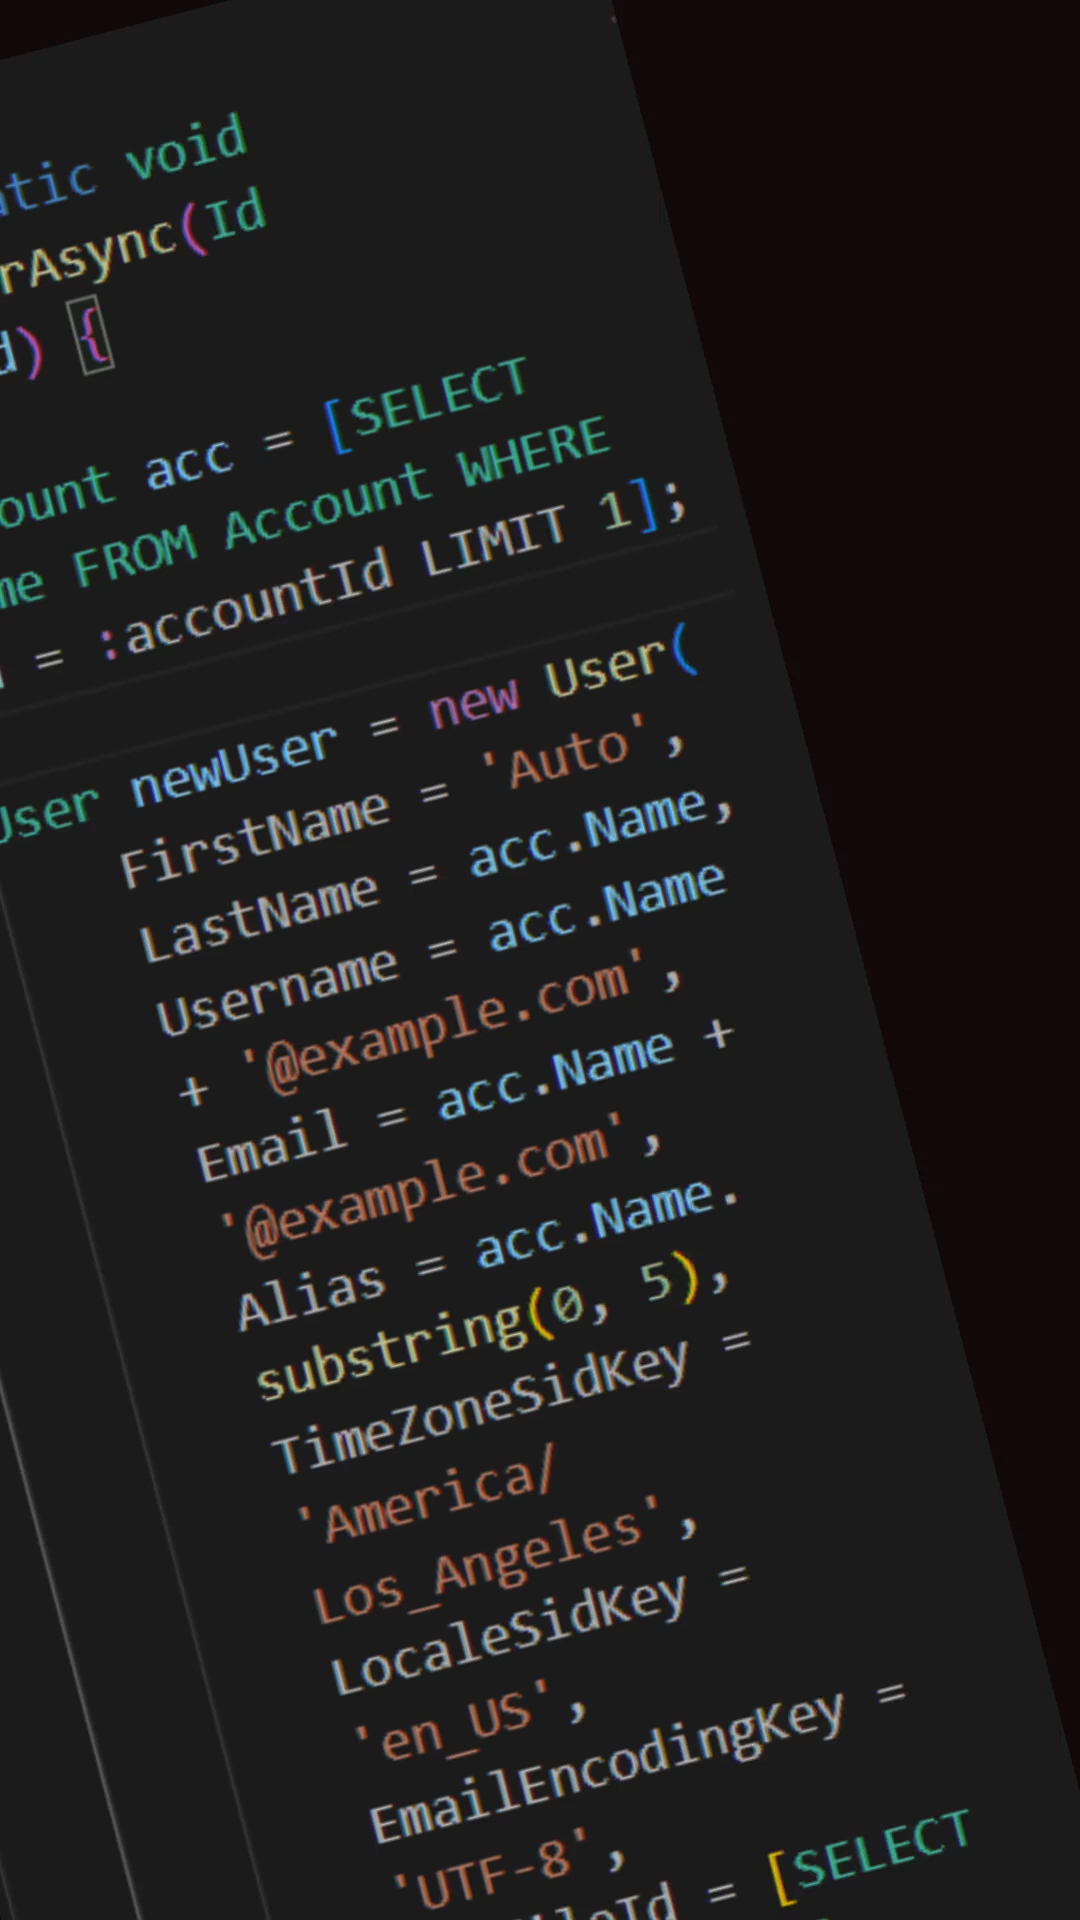 atic void
rAsync(Id
d) {
ount acc = [SELECT
me FROM Account WHERE
= :accountId LIMIT 1];
User newUser = new User(
FirstName = 'Auto',
LastName = acc.Name,
Username = acc.Name
+ '@example.com',
Email = acc.Name +
'@example.com',
Alias = acc.Name.
substring(0, 5),
TimeZoneSidKey =
'America/
Los_Angeles',
LocaleSidKey =
'en_US',
EmailEncodingKey =
'UTF-8',
leId = [SELECT